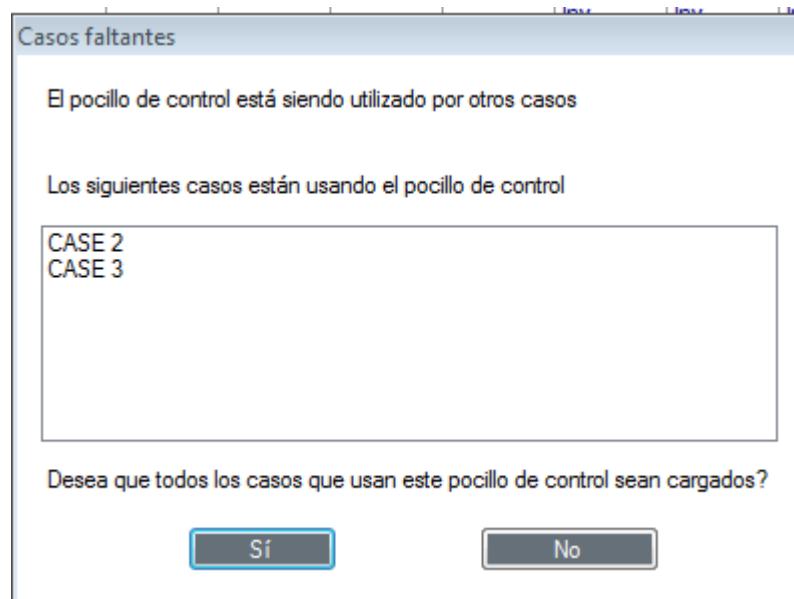 Casos faltantes
El pocillo de control está siendo utilizado por otros casos
Los siguientes casos están usando el pocillo de control
CASE 2
CASE 3
Desea que todos los casos que usan este pocillo de control sean cargados?
Sí No